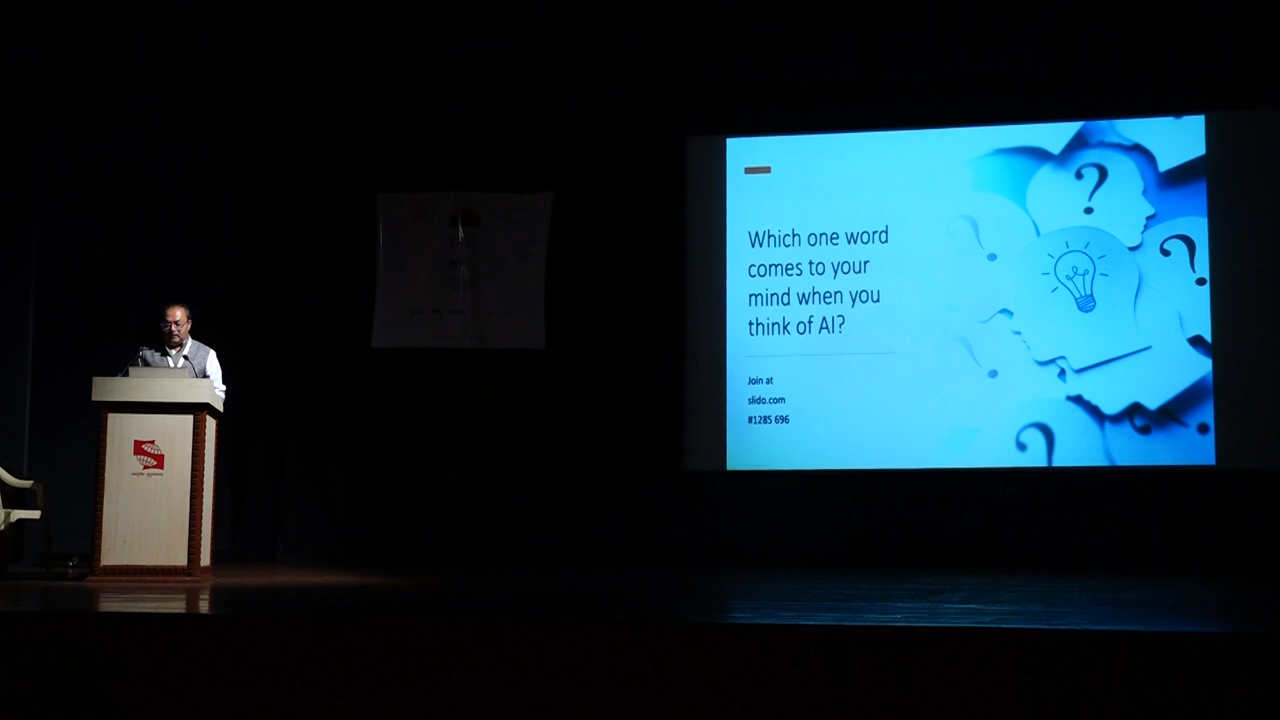 Which one word
comes to your
mind when you
think of AI?
Join at
slido.com
#1285 696